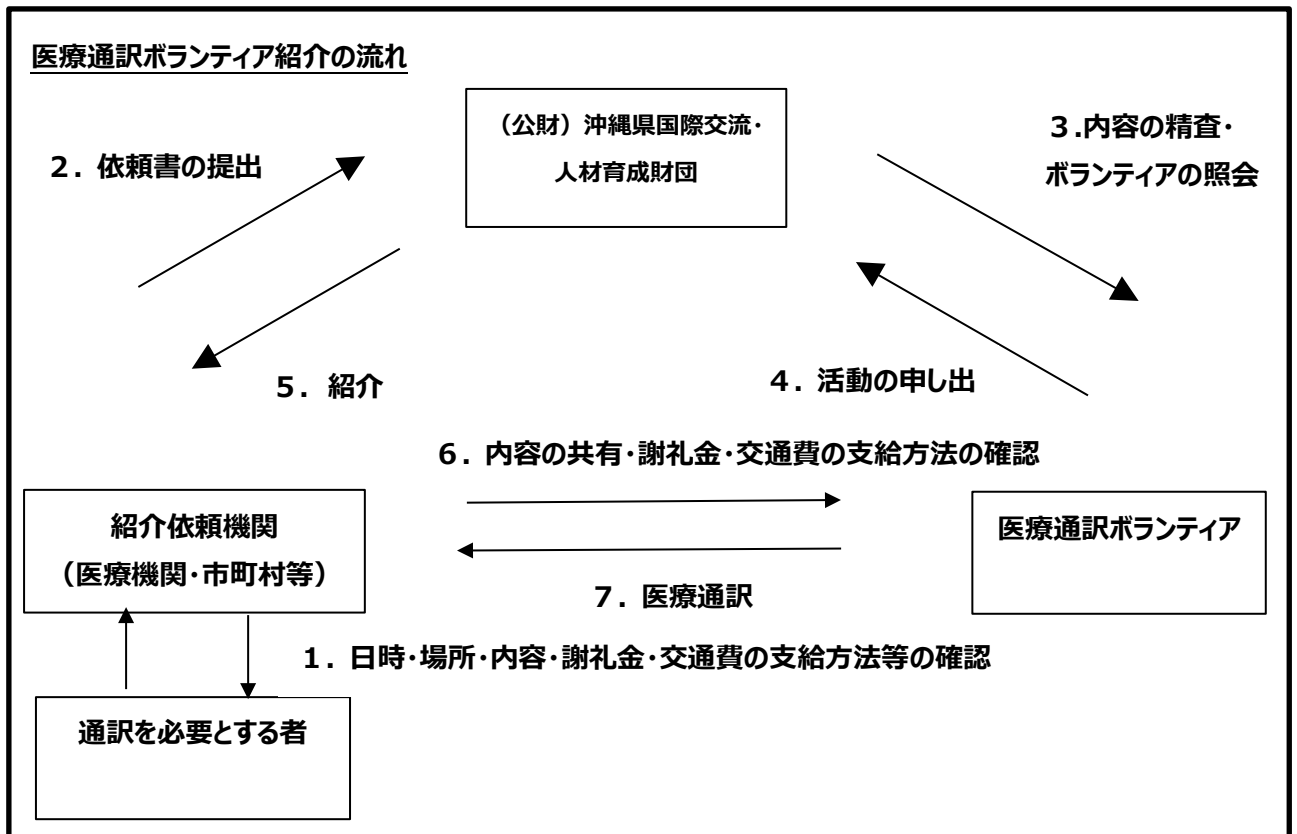 医療通訳ボランティア紹介の流れ
（公財）沖縄県国際交流・
人材育成財団
２. 依頼書の提出
３.内容の精査・
ボランティアの照会
５. 紹介
４. 活動の申し出
６. 内容の共有・謝礼金・交通費の支給方法の確認
紹介依頼機関
（医療機関・市町村等）
医療通訳ボランティア
７. 医療通訳
１. 日時・場所・内容・謝礼金・交通費の支給方法等の確認
通訳を必要とする者